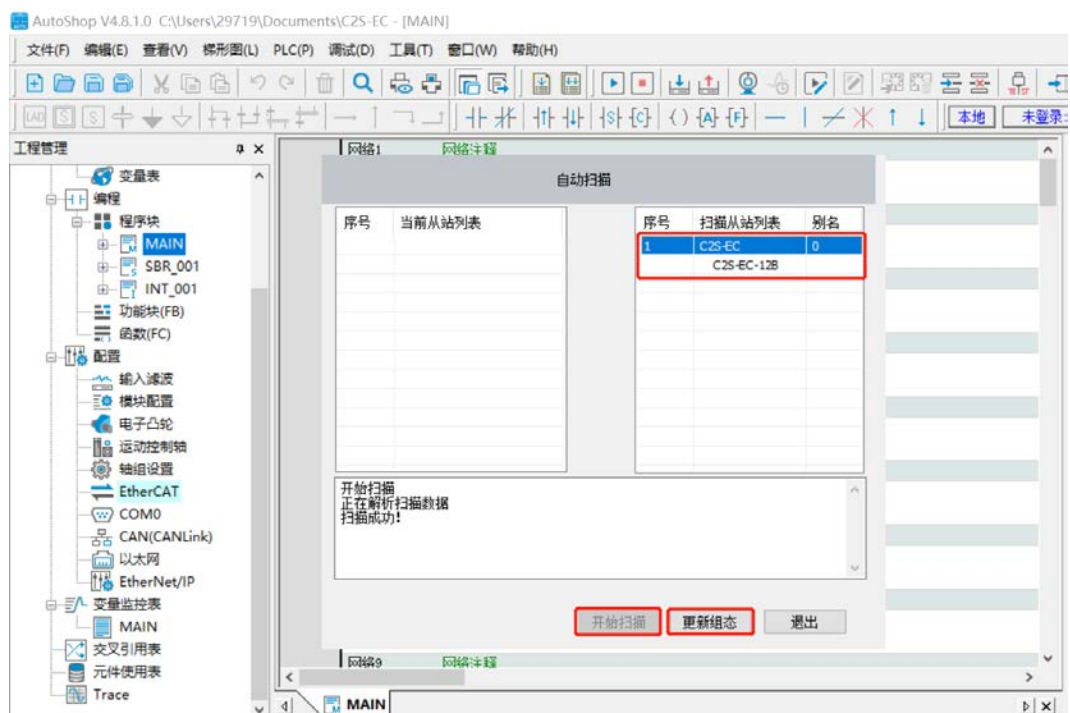 AutoShop V4.8.1.0 C:\Users\29719\Documents\C2S-EC - [MAIN]
文件(F) 编辑(E) 查看(V) 梯形图(L) PLC(P) 调试(D) 工具(T) 窗口(W) 帮助(H)
LAD
本地
未登录:
工程管理
变量表
编程
程序块
MAIN
SBR_001
INT_001
功能块(FB)
函数(FC)
配置
输入滤波
模块配置
电子凸轮
运动控制轴
轴组设置
EtherCAT
COM0
CAN(CANLink)
以太网
EtherNet/IP
变量监控表
MAIN
交叉引用表
元件使用表
Trace
网络1 网络注释
自动扫描
序号 当前从站列表
序号 扫描从站列表 别名
1 C2S-EC 0
C2S-EC-12B
开始扫描
正在解析扫描数据
扫描成功!
开始扫描 更新组态 退出
网络9 网络注释
MAIN